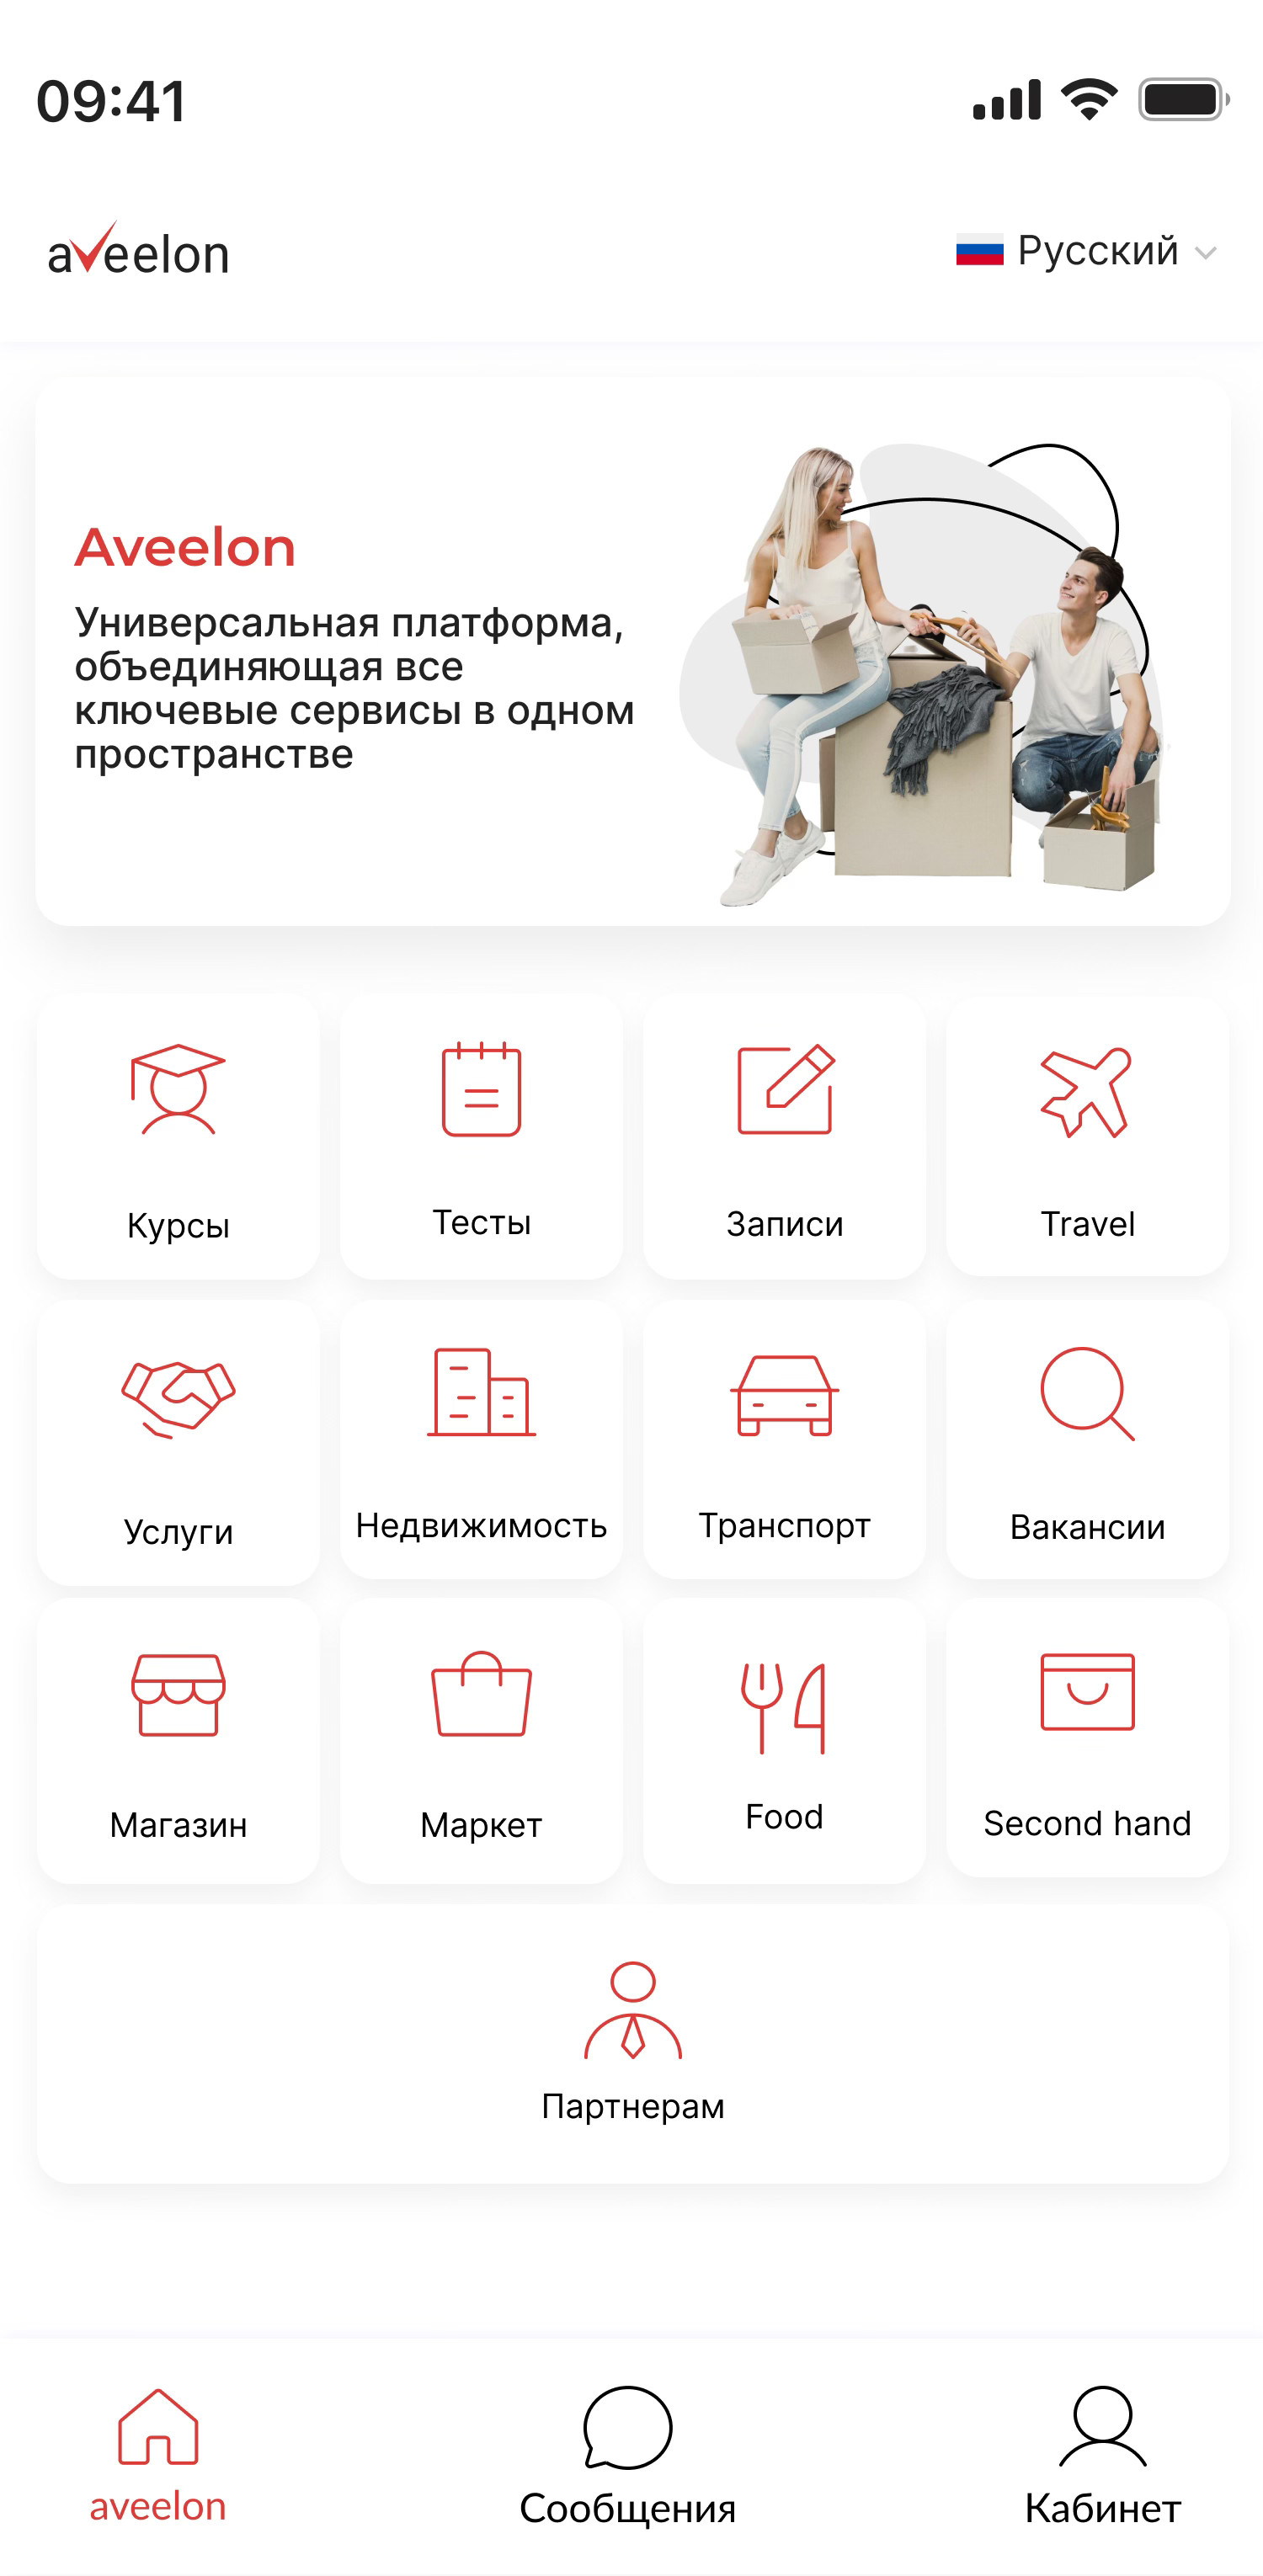 09:41
aveelon
Русский
Aveelon
Универсальная платформа,
объединяющая все
ключевые сервисы в одном
пространстве
Курсы
Тесты
Записи
Travel
Услуги
Недвижимость
Транспорт
Вакансии
Магазин
Маркет
Food
Second hand
Партнерам
aveelon
Сообщения
Кабинет